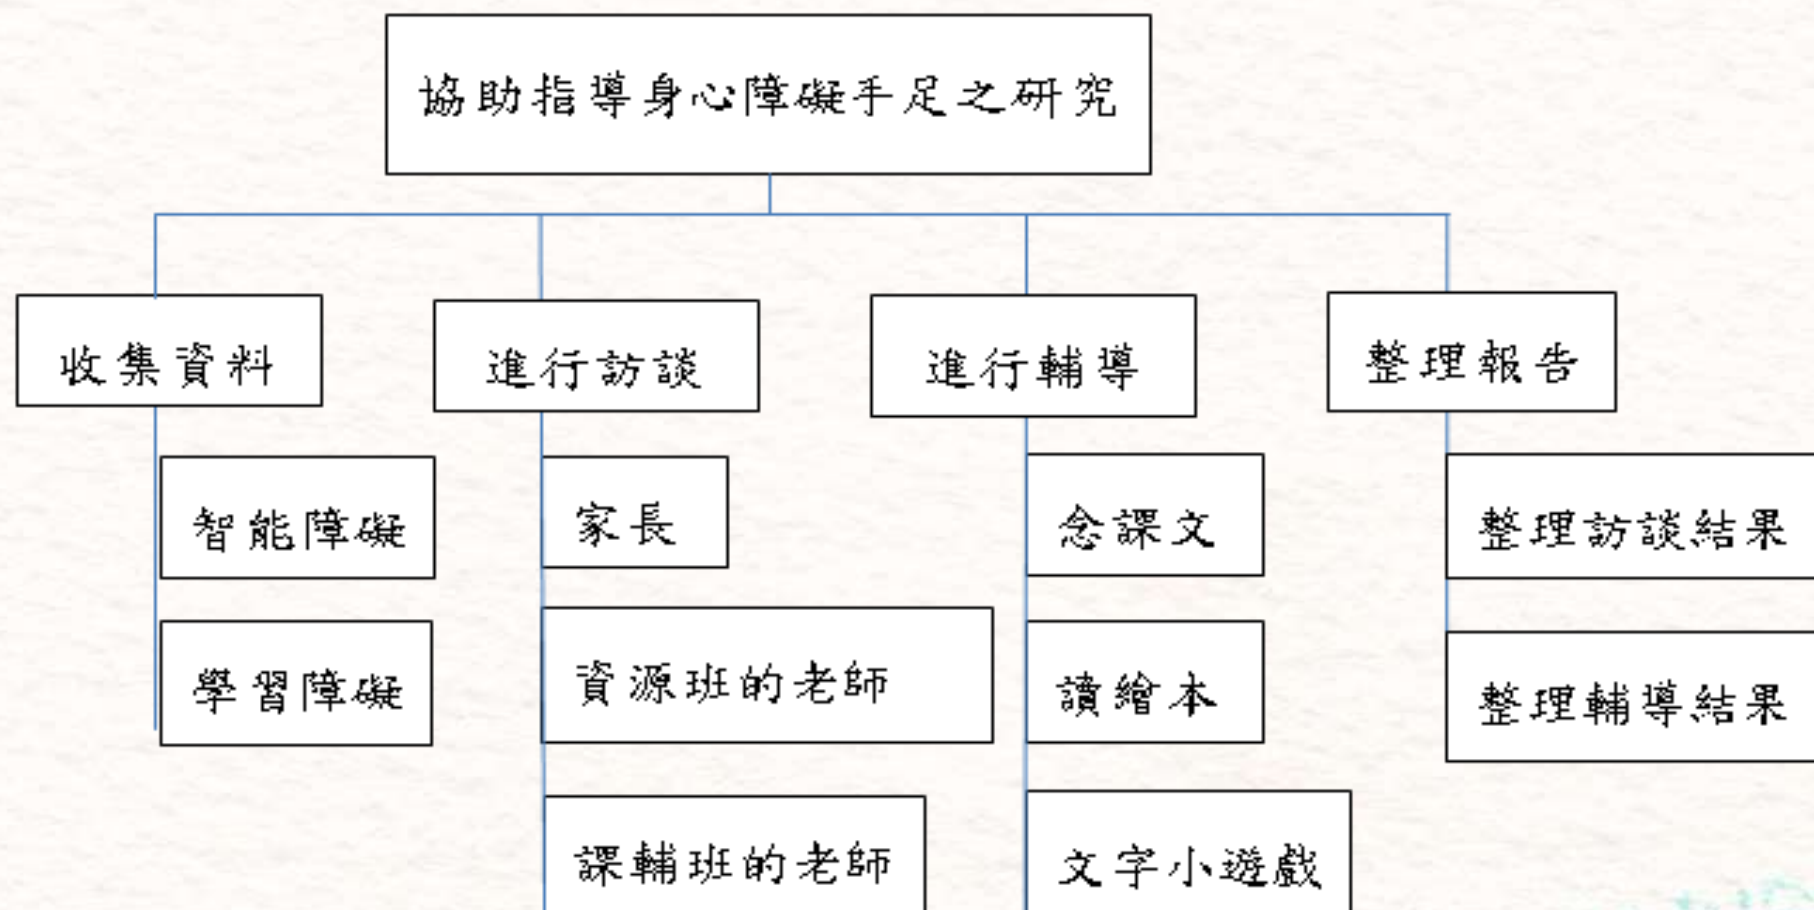 協助指導身心障礙手足之研究
收集資料
進行訪談
進行輔導
整理報告
智能障礙
家長
念課文
整理訪談結果
學習障礙
資源班的老師
讀繪本
整理輔導結果
課輔班的老師
文字小遊戲